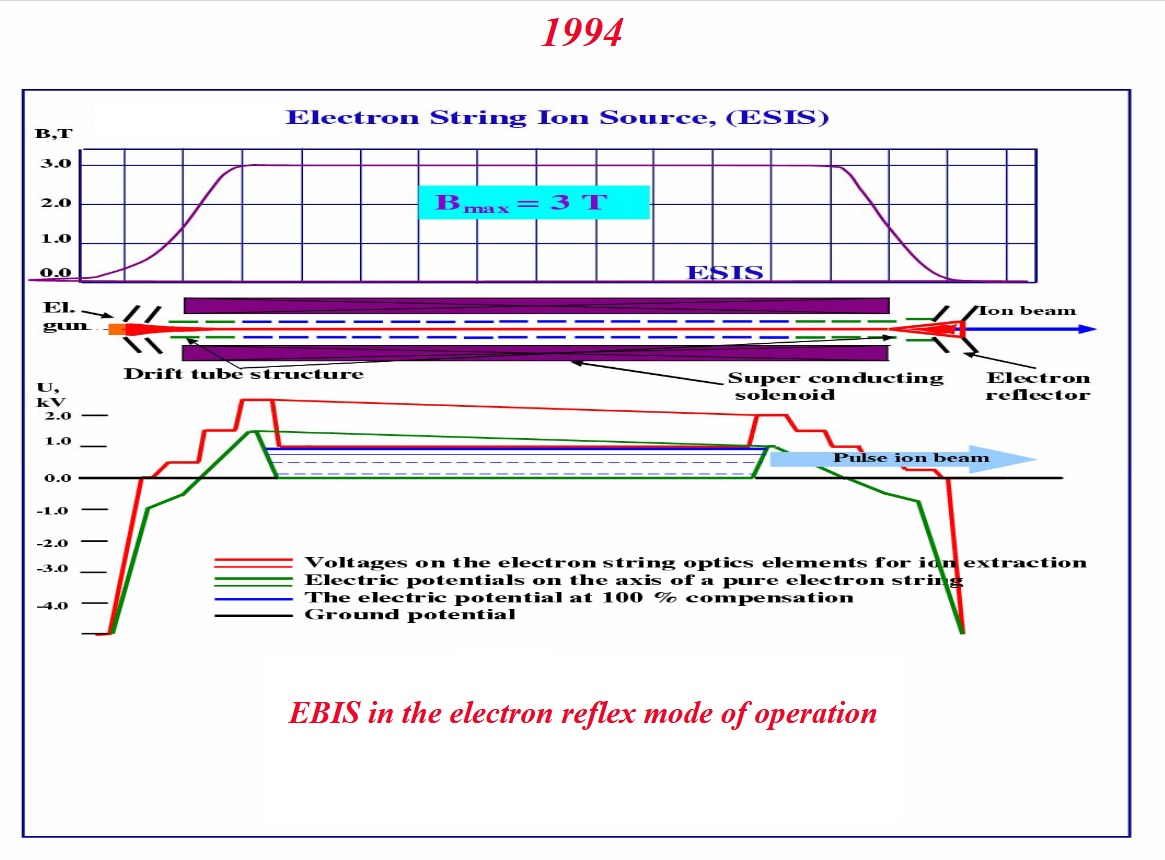 1994
Electron String Ion Source, (ESIS)
B,T
3.0
2.0
1.0
0.0
Bmax = 3 T
ESIS
El.
gun
Ion beam
Drift tube structure
Super conducting
solenoid
Electron
reflector
U,
kV
2.0
1.0
0.0
-1.0
-2.0
-3.0
-4.0
Pulse ion beam
Voltages on the electron string optics elements for ion extraction
Electric potentials on the axis of a pure electron string
The electric potential at 100 % compensation
Ground potential
EBIS in the electron reflex mode of operation